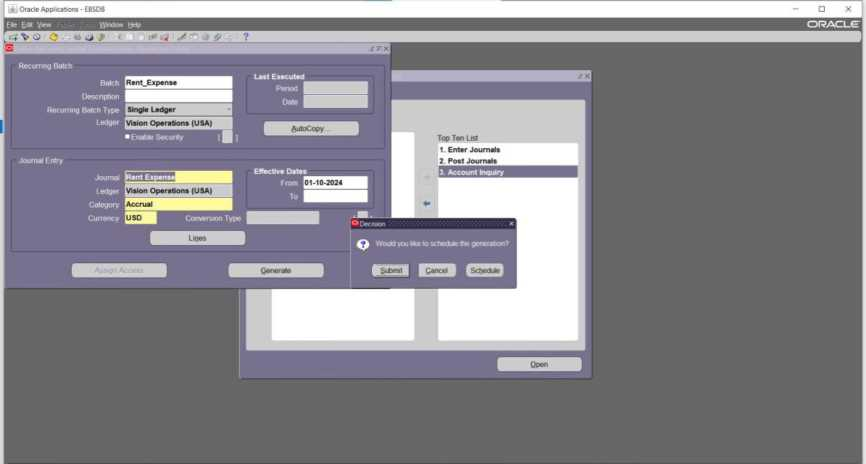 Oracle Applications - EBSDB
File Edit View Window Help
ORACLE
Recurring Batch
Batch Rent_Expense
Description
Recurring Batch Type Single Ledger
Ledger Vision Operations (USA)
Enable Security [ ]
Last Executed
Period
Date
AutoCopy...
Journal Entry
Journal Rent Expense
Ledger Vision Operations (USA)
Category Accrual
Currency USD Conversion Type
Effective Dates
From 01-10-2024
To
Lines
Assign Access
Generate
Top Ten List
1. Enter Journals
2. Post Journals
3. Account Inquiry
Decision
Would you like to schedule the generation?
Submit Cancel Schedule
Open